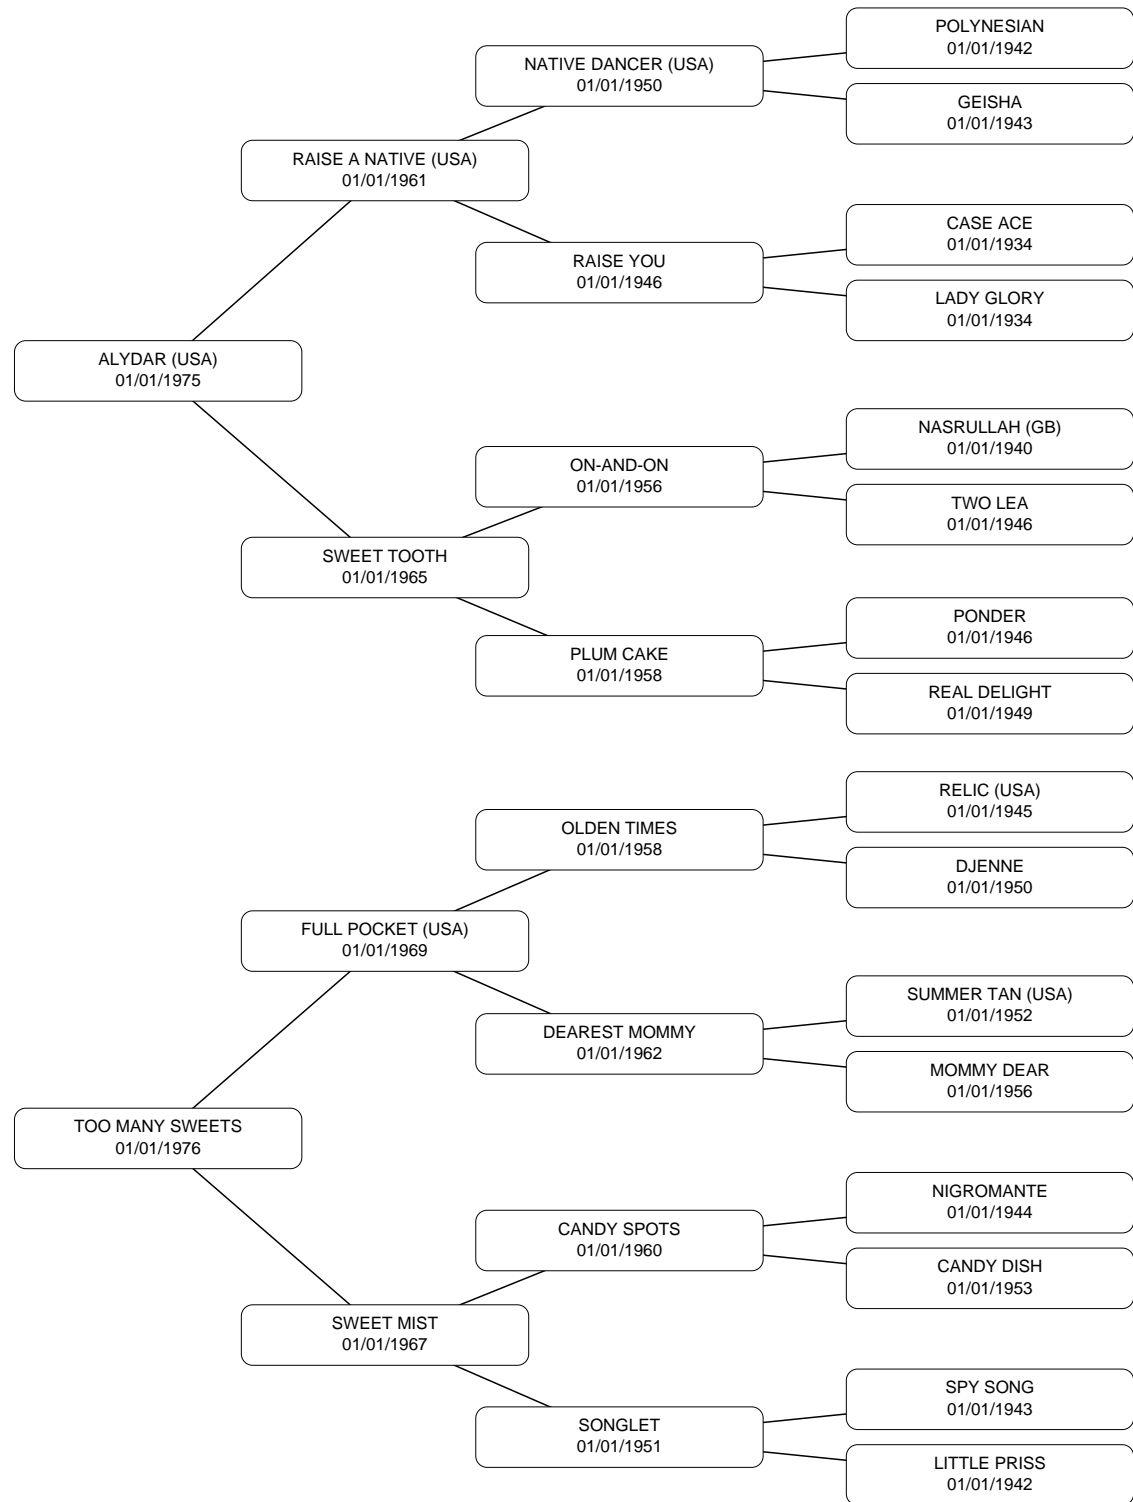 POLYNESIAN
01/01/1942
NATIVE DANCER (USA)
01/01/1950
GEISHA
01/01/1943
RAISE A NATIVE (USA)
01/01/1961
CASE ACE
01/01/1934
RAISE YOU
01/01/1946
LADY GLORY
01/01/1934
ALYDAR (USA)
01/01/1975
NASRULLAH (GB)
01/01/1940
ON-AND-ON
01/01/1956
TWO LEA
01/01/1946
SWEET TOOTH
01/01/1965
PONDER
01/01/1946
PLUM CAKE
01/01/1958
REAL DELIGHT
01/01/1949
RELIC (USA)
01/01/1945
OLDEN TIMES
01/01/1958
DJENNE
01/01/1950
FULL POCKET (USA)
01/01/1969
SUMMER TAN (USA)
01/01/1952
DEAREST MOMMY
01/01/1962
MOMMY DEAR
01/01/1956
TOO MANY SWEETS
01/01/1976
NIGROMANTE
01/01/1944
CANDY SPOTS
01/01/1960
CANDY DISH
01/01/1953
SWEET MIST
01/01/1967
SPY SONG
01/01/1943
SONGLET
01/01/1951
LITTLE PRISS
01/01/1942